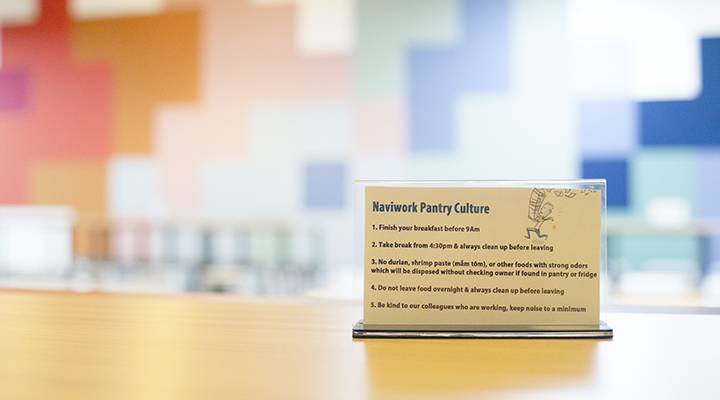 Naviwork Pantry Culture
1. Finish your breakfast before 9Am
2. Take break from 4:30pm & always clean up before leaving
3. No durian, shrimp paste (mắm tôm), or other foods with strong odors
which will be disposed without checking owner if found in pantry or fridge
4. Do not leave food overnight & always clean up before leaving
5. Be kind to our colleagues who are working, keep noise to a minimum